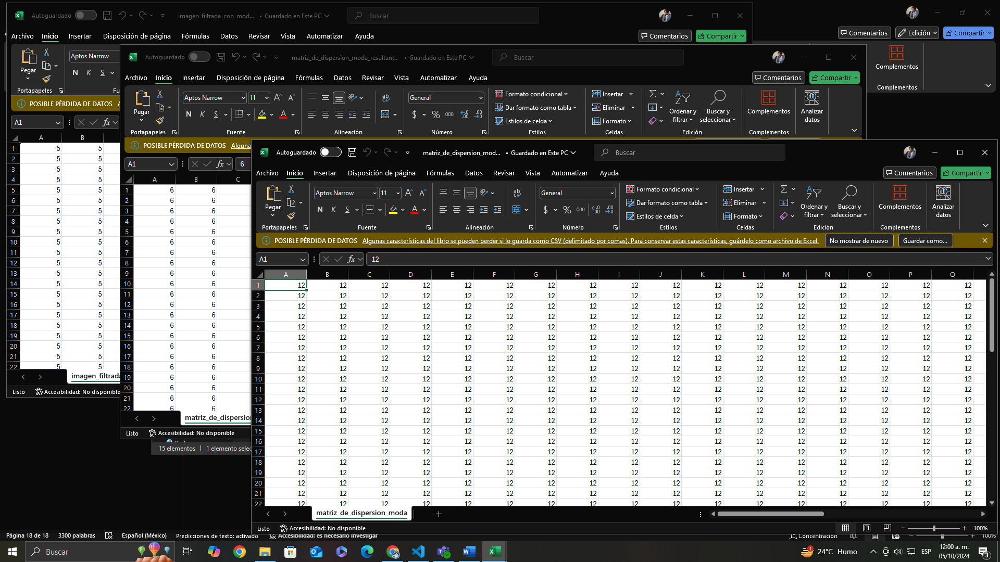 Autoguardado imagen_filtrada_con_mod... • Guardado en Este PC Buscar
Archivo Inicio Insertar Disposición de página Fórmulas Datos Revisar Vista Automatizar Ayuda Comentarios Compartir
Comentarios Edición Compartir
Pegar
Aptos Narrow
N K S
Portapapeles
Complementos
Complementos
POSIBLE PÉRDIDA DE DATOS
A1 fx
A B
1 5 5
2 5 5
3 5 5
4 5 5
5 5 5
6 5 5
7 5 5
8 5 5
9 5 5
10 5 5
11 5 5
12 5 5
13 5 5
14 5 5
15 5 5
16 5 5
17 5 5
18 5 5
19 5 5
20 5 5
21 5 5
22 5 5
imagen_filtrada
Listo Accesibilidad: No disponible
Autoguardado matriz_de_dispersion_moda_resultant... • Guardado en Este PC Buscar
Archivo Inicio Insertar Disposición de página Fórmulas Datos Revisar Vista Automatizar Ayuda Comentarios Compartir
Pegar
Aptos Narrow 11
N K S
General
$ % 000
Formato condicional
Dar formato como tabla
Estilos de celda
Insertar
Eliminar
Formato
Ordenar y filtrar
Buscar y seleccionar
Complementos
Analizar datos
Portapapeles Fuente Alineación Número Estilos Celdas Edición Complementos
POSIBLE PÉRDIDA DE DATOS Alguna
A1 fx 6
A B C
1 6 6
2 6 6
3 6 6
4 6 6
5 6 6
6 6 6
7 6 6
8 6 6
9 6 6
10 6 6
11 6 6
12 6 6
13 6 6
14 6 6
15 6 6
16 6 6
17 6 6
18 6 6
19 6 6
20 6 6
21 6 6
22 6 6
matriz_de_dispersion
Listo Accesibilidad: No disponible
15 elementos 1 elemento selec
Autoguardado matriz_de_dispersion_mod... • Guardado en Este PC Buscar
Archivo Inicio Insertar Disposición de página Fórmulas Datos Revisar Vista Automatizar Ayuda Comentarios Compartir
Pegar
Aptos Narrow 11
N K S
General
$ % 000
Formato condicional
Dar formato como tabla
Estilos de celda
Insertar
Eliminar
Formato
Ordenar y filtrar
Buscar y seleccionar
Complementos
Analizar datos
Portapapeles Fuente Alineación Número Estilos Celdas Edición Complementos
POSIBLE PÉRDIDA DE DATOS Algunas características del libro se pueden perder si lo guarda como CSV (delimitado por comas). Para conservar estas características, guárdelo como archivo de Excel. No mostrar de nuevo Guardar como...
A1 fx 12
A B C D E F G H I J K L M N O P Q
1 12 12 12 12 12 12 12 12 12 12 12 12 12 12 12 12 12
2 12 12 12 12 12 12 12 12 12 12 12 12 12 12 12 12 12
3 12 12 12 12 12 12 12 12 12 12 12 12 12 12 12 12 12
4 12 12 12 12 12 12 12 12 12 12 12 12 12 12 12 12 12
5 12 12 12 12 12 12 12 12 12 12 12 12 12 12 12 12 12
6 12 12 12 12 12 12 12 12 12 12 12 12 12 12 12 12 12
7 12 12 12 12 12 12 12 12 12 12 12 12 12 12 12 12 12
8 12 12 12 12 12 12 12 12 12 12 12 12 12 12 12 12 12
9 12 12 12 12 12 12 12 12 12 12 12 12 12 12 12 12 12
10 12 12 12 12 12 12 12 12 12 12 12 12 12 12 12 12 12
11 12 12 12 12 12 12 12 12 12 12 12 12 12 12 12 12 12
12 12 12 12 12 12 12 12 12 12 12 12 12 12 12 12 12 12
13 12 12 12 12 12 12 12 12 12 12 12 12 12 12 12 12 12
14 12 12 12 12 12 12 12 12 12 12 12 12 12 12 12 12 12
15 12 12 12 12 12 12 12 12 12 12 12 12 12 12 12 12 12
16 12 12 12 12 12 12 12 12 12 12 12 12 12 12 12 12 12
17 12 12 12 12 12 12 12 12 12 12 12 12 12 12 12 12 12
18 12 12 12 12 12 12 12 12 12 12 12 12 12 12 12 12 12
19 12 12 12 12 12 12 12 12 12 12 12 12 12 12 12 12 12
20 12 12 12 12 12 12 12 12 12 12 12 12 12 12 12 12 12
21 12 12 12 12 12 12 12 12 12 12 12 12 12 12 12 12 12
22 12 12 12 12 12 12 12 12 12 12 12 12 12 12 12 12 12
matriz_de_dispersion_moda
Listo Accesibilidad: No disponible 100%
Página 18 de 18 3300 palabras Español (México) Predicciones de texto: activado Accesibilidad: es necesario investigar Concentración 100%
Buscar 1 24°C Humo ESP 12:00 a. m.
05/10/2024 3